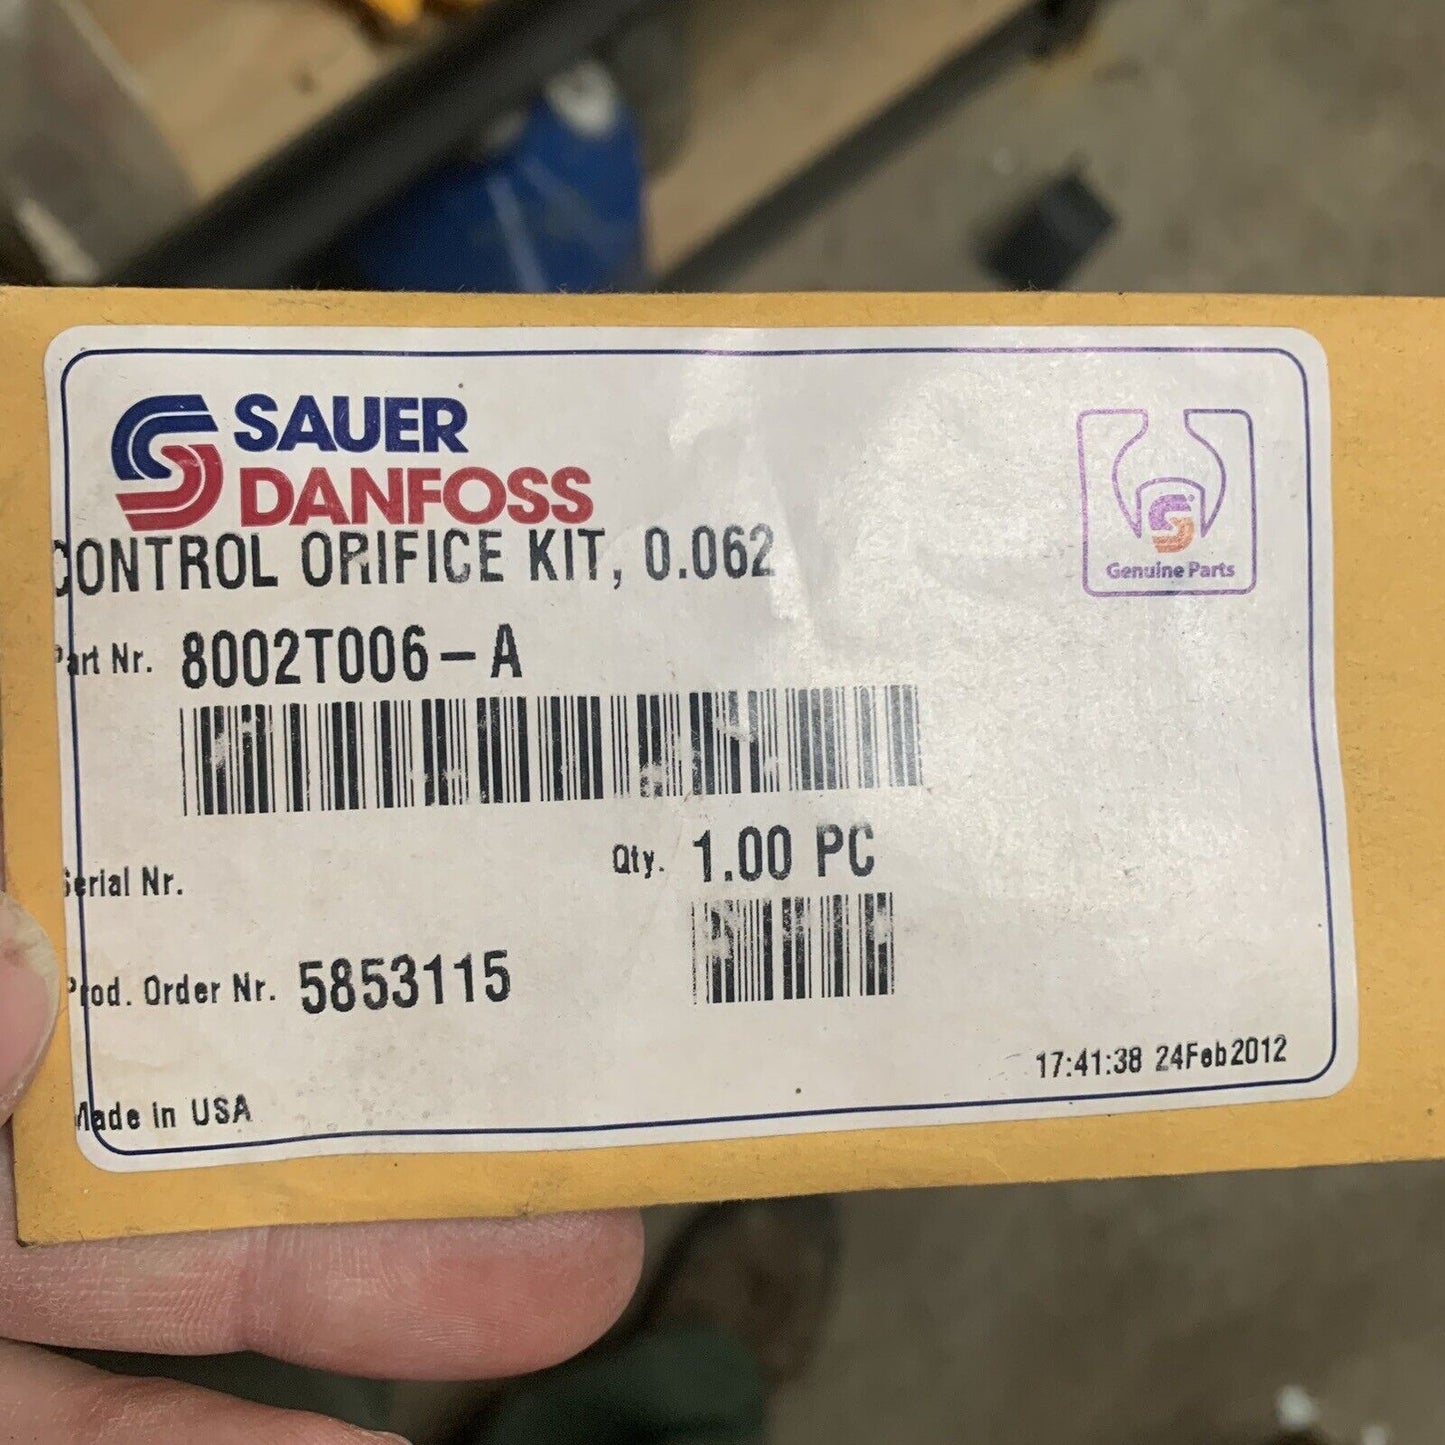 SAUER
DANFOSS
CONTROL ORIFICE KIT, 0.062
Genuine Parts
Part Nr. 8002T006-A
Qty. 1.00 PC
Serial Nr.
Prod. Order Nr. 5853115
17:41:38 24Feb2012
Made in USA